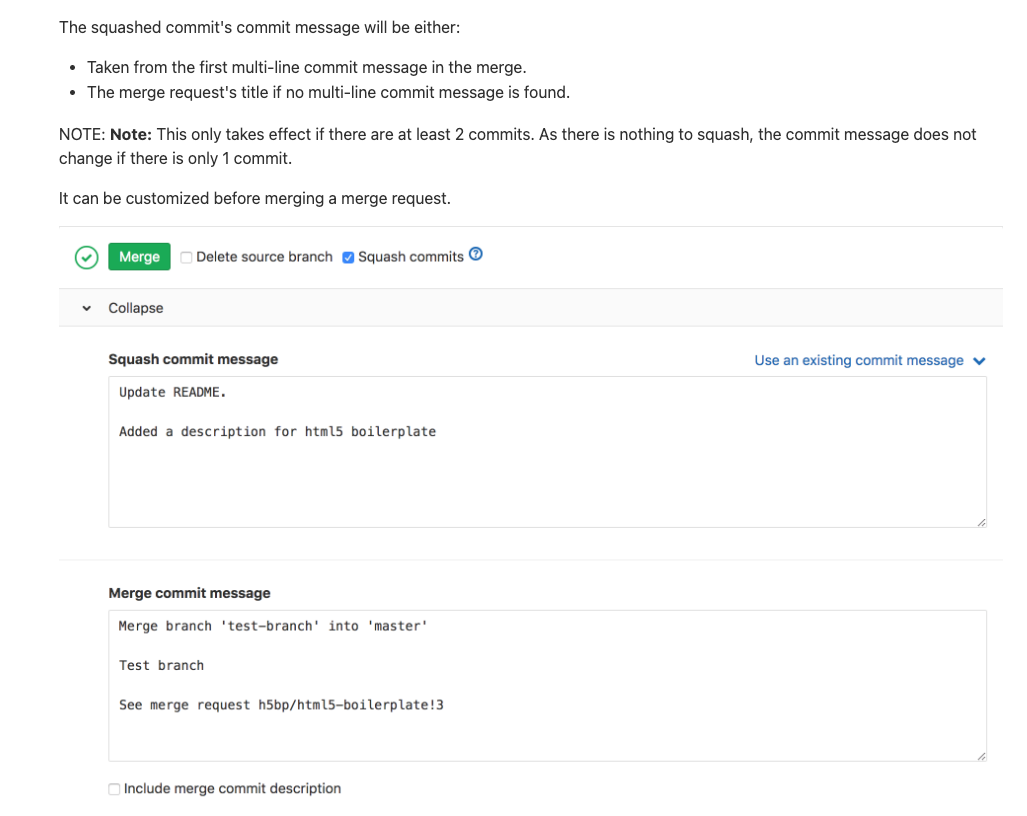 The squashed commit's commit message will be either:
• Taken from the first multi-line commit message in the merge.
• The merge request's title if no multi-line commit message is found.
NOTE: Note: This only takes effect if there are at least 2 commits. As there is nothing to squash, the commit message does not
change if there is only 1 commit.
It can be customized before merging a merge request.
Merge Delete source branch Squash commits ?
Collapse
Squash commit message Use an existing commit message
Update README.
Added a description for html5 boilerplate
Merge commit message
Merge branch 'test-branch' into 'master'
Test branch
See merge request h5bp/html5-boilerplate!3
Include merge commit description